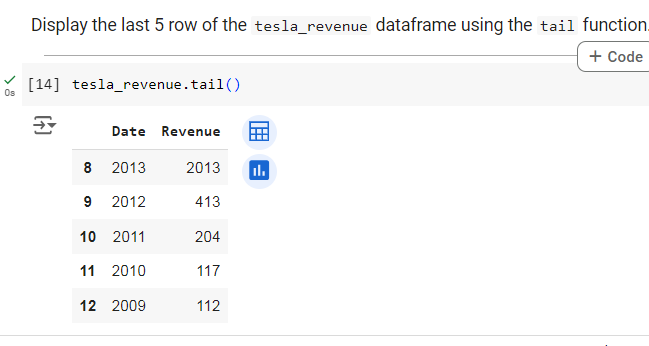 Display the last 5 row of the tesla_revenue dataframe using the tail function.
+ Code
0s [14] tesla_revenue.tail()
Date Revenue
8 2013 2013
9 2012 413
10 2011 204
11 2010 117
12 2009 112